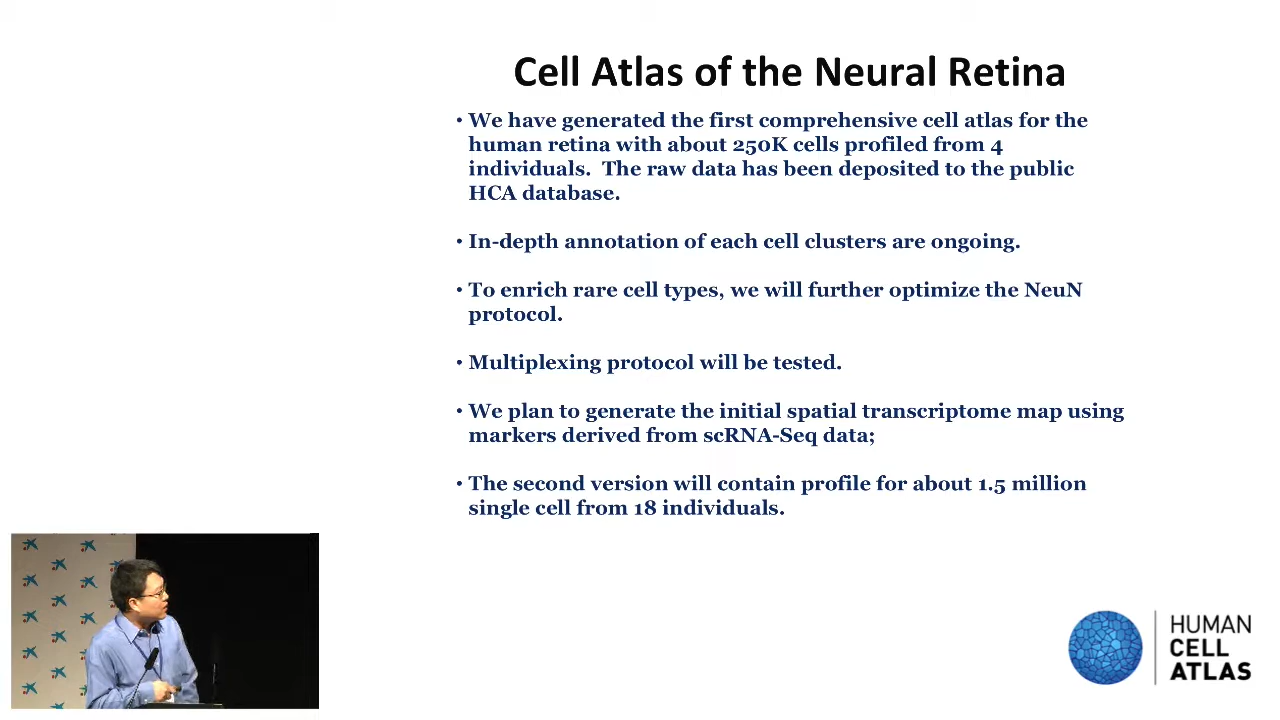 Cell Atlas of the Neural Retina
• We have generated the first comprehensive cell atlas for the
human retina with about 250K cells profiled from 4
individuals.  The raw data has been deposited to the public
HCA database.
• In-depth annotation of each cell clusters are ongoing.
• To enrich rare cell types, we will further optimize the NeuN
protocol.
• Multiplexing protocol will be tested.
• We plan to generate the initial spatial transcriptome map using
markers derived from scRNA-Seq data;
• The second version will contain profile for about 1.5 million
single cell from 18 individuals.
HUMAN
CELL
ATLAS